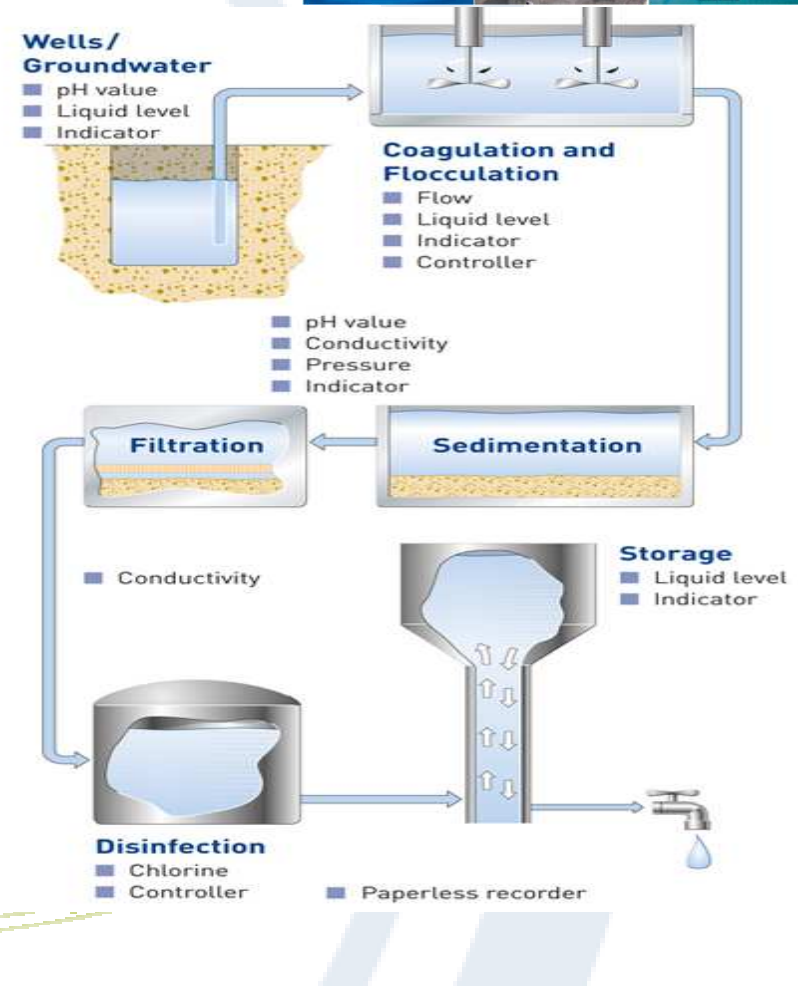 Wells/
Groundwater
pH value
Liquid level
Indicator
Coagulation and
Flocculation
Flow
Liquid level
Indicator
Controller
pH value
Conductivity
Pressure
Indicator
Filtration
Sedimentation
Conductivity
Storage
Liquid level
Indicator
Disinfection
Chlorine
Controller
Paperless recorder